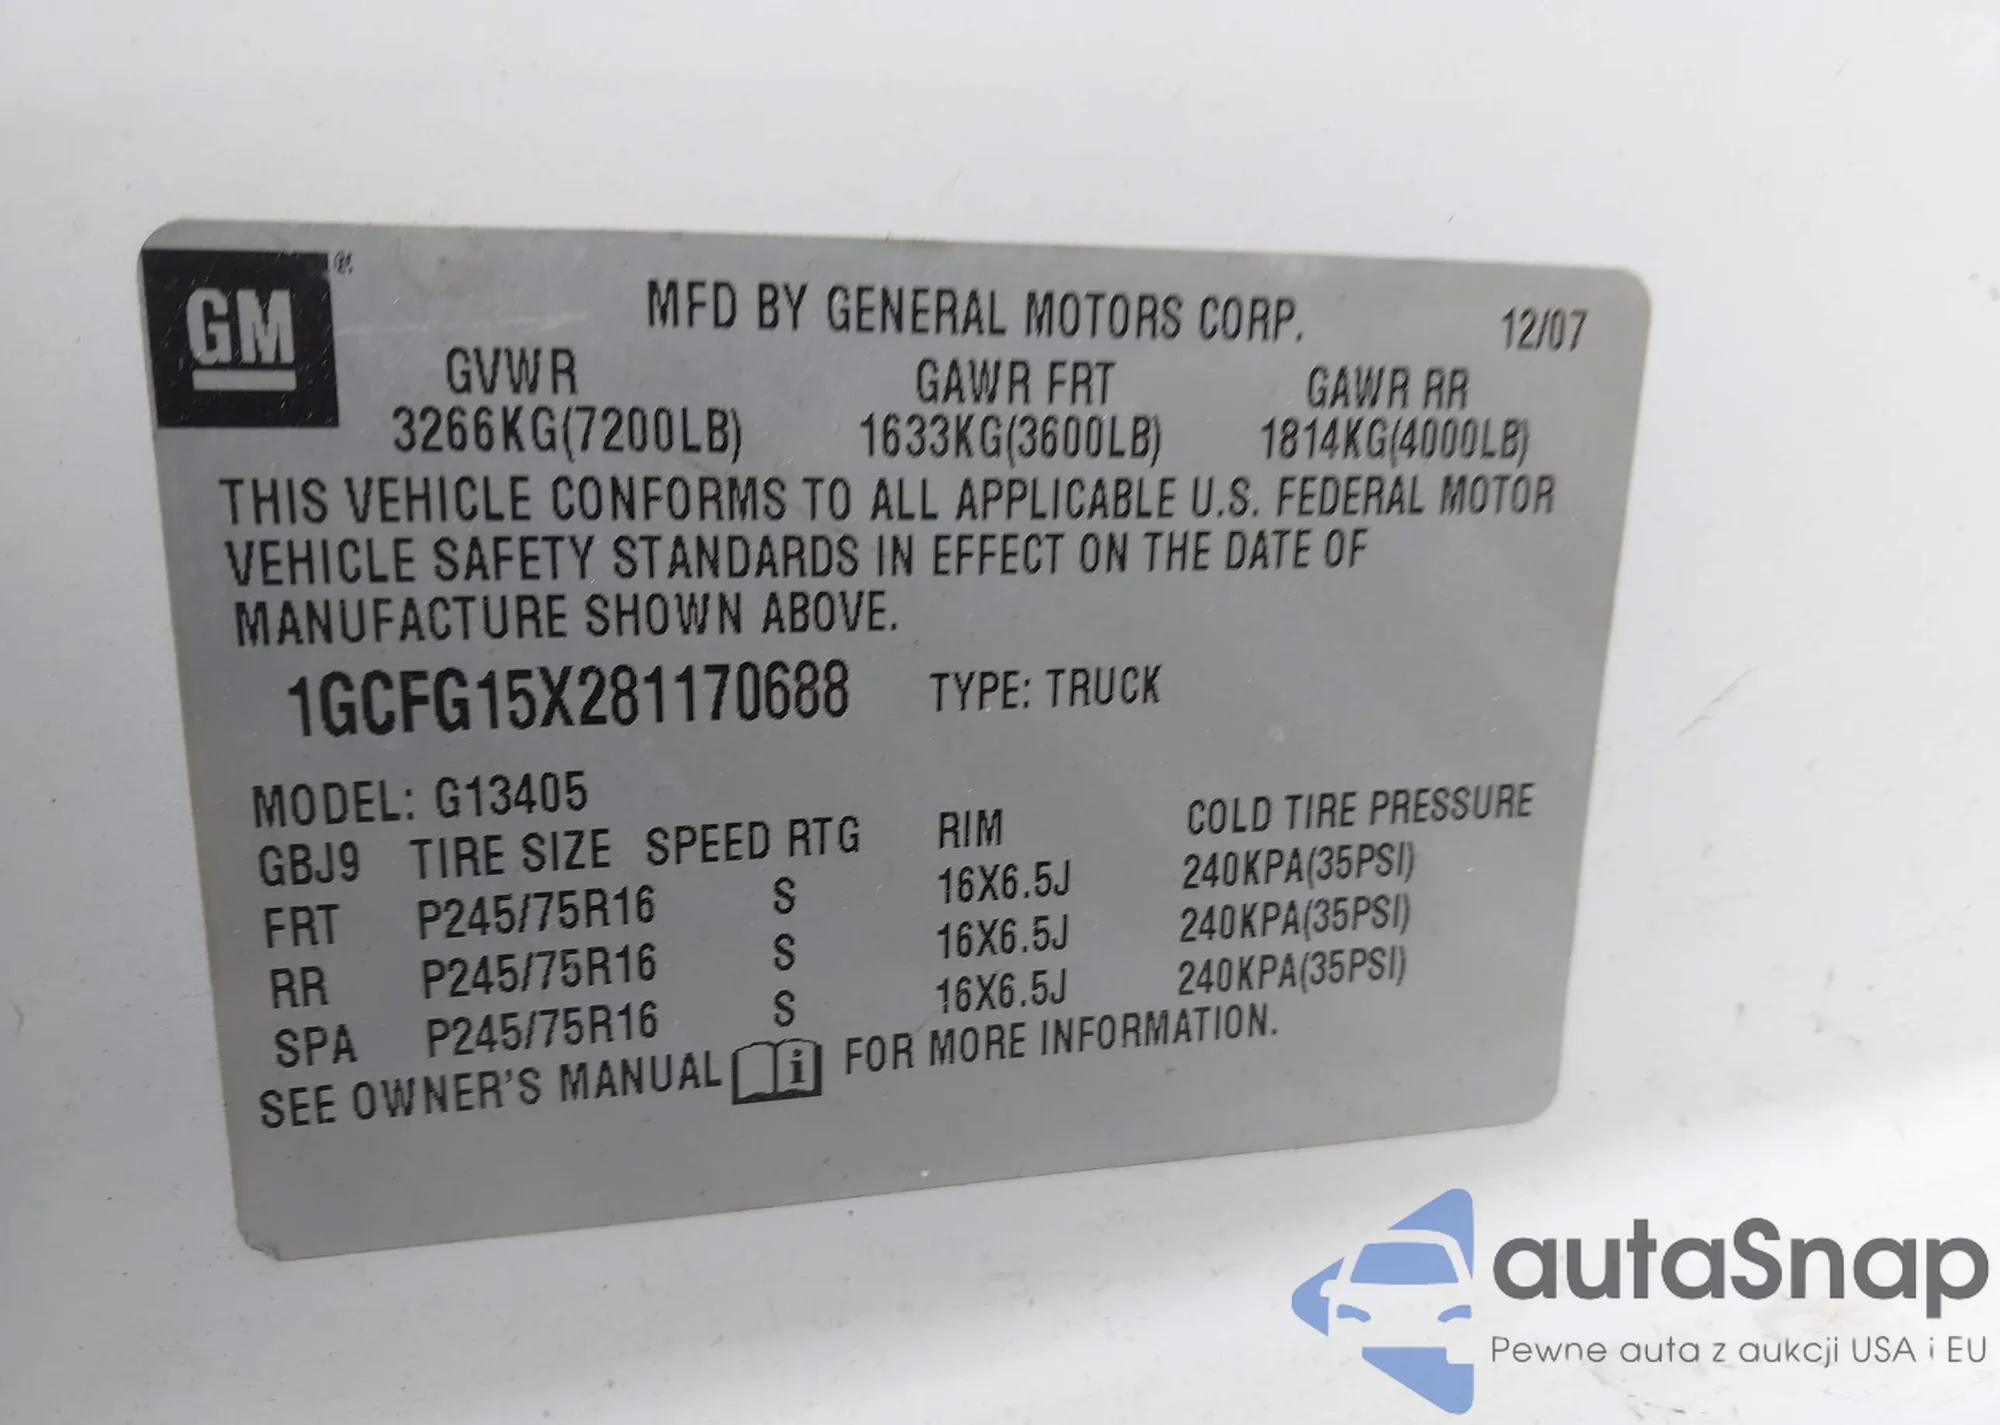 GM®
MFD BY GENERAL MOTORS CORP. 12/07
GVWR GAWR FRT GAWR RR
3266KG(7200LB) 1633KG(3600LB) 1814KG(4000LB)
THIS VEHICLE CONFORMS TO ALL APPLICABLE U.S. FEDERAL MOTOR
VEHICLE SAFETY STANDARDS IN EFFECT ON THE DATE OF
MANUFACTURE SHOWN ABOVE.
1GCFG15X281170688 TYPE: TRUCK
MODEL: G13405
GBJ9 TIRE SIZE SPEED RTG RIM COLD TIRE PRESSURE
FRT P245/75R16 S 16X6.5J 240KPA(35PSI)
RR P245/75R16 S 16X6.5J 240KPA(35PSI)
SPA P245/75R16 S 16X6.5J 240KPA(35PSI)
SEE OWNER'S MANUAL i FOR MORE INFORMATION.
autaSnap
Pewne auta z aukcji USA i EU